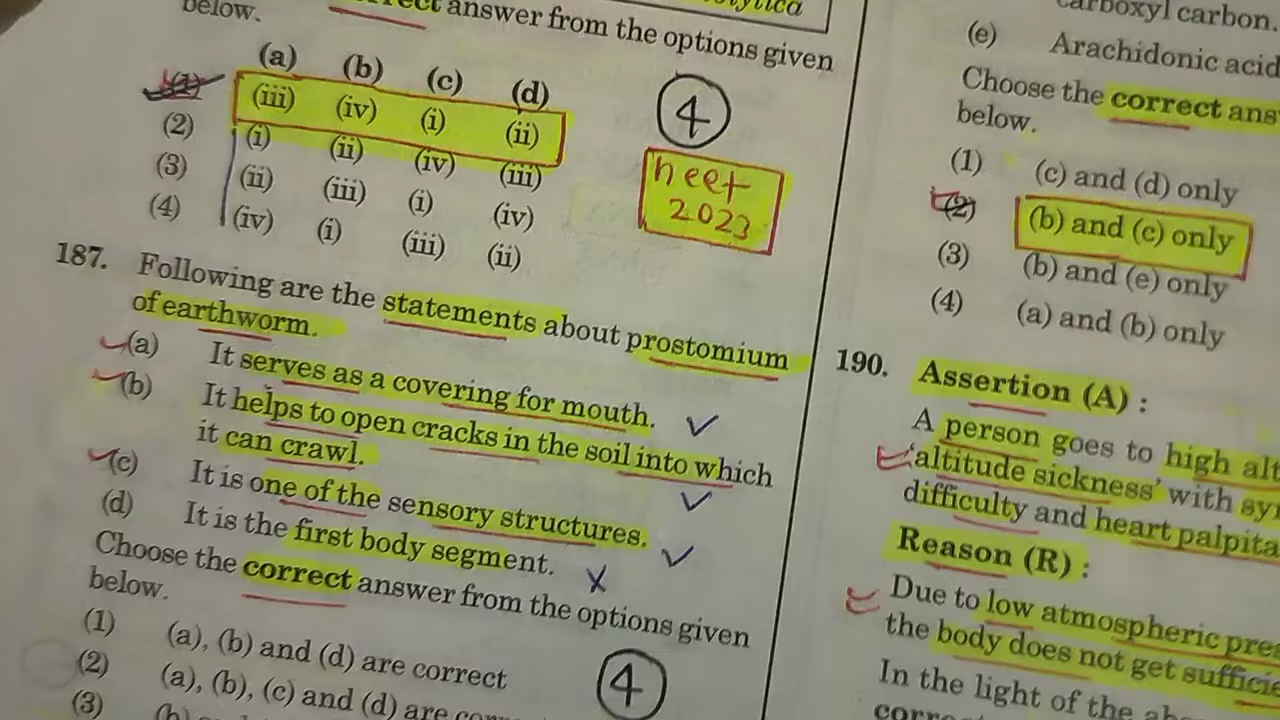 below.
correct answer from the options given
(a) (b) (c) (d)
(1) (iii) (iv) (i) (ii)
(2) (i) (ii) (iv) (iii)
(3) (ii) (iii) (i) (iv)
(4) (iv) (i) (iii) (ii)
4
neet
2023
187. Following are the statements about prostomium
of earthworm.
(a) It serves as a covering for mouth.
(b) It helps to open cracks in the soil into which
it can crawl.
(c) It is one of the sensory structures.
(d) It is the first body segment.
Choose the correct answer from the options given
below.
(1) (a), (b) and (d) are correct
(2) (a), (b), (c) and (d) are
(3)
4
carboxyl carbon.
(e) Arachidonic acid
Choose the correct ans
below.
(1) (c) and (d) only
(2) (b) and (c) only
(3) (b) and (e) only
(4) (a) and (b) only
190. Assertion (A) :
A person goes to high alt
'altitude sickness' with sy
difficulty and heart palpita
Reason (R) :
Due to low atmospheric pres
the body does not get sufficie
In the light of the